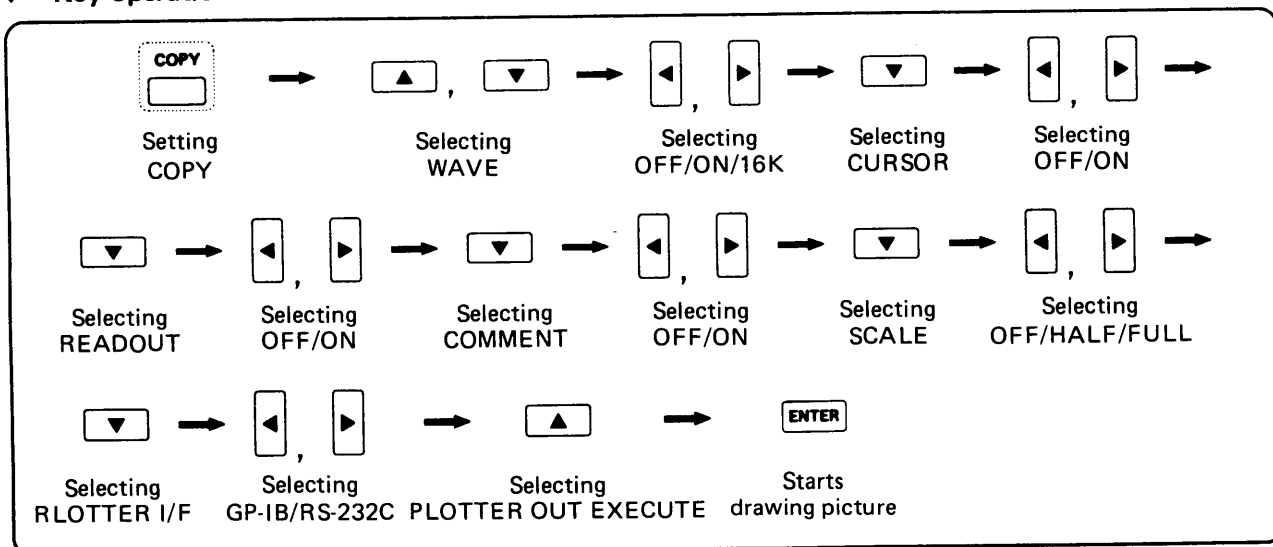 COPY
Setting
COPY
▲ , ▼
Selecting
WAVE
◄ , ►
Selecting
OFF/ON/16K
▼
Selecting
CURSOR
◄ , ►
Selecting
OFF/ON
▼
Selecting
READOUT
◄ , ►
Selecting
OFF/ON
▼
Selecting
COMMENT
◄ , ►
Selecting
OFF/ON
▼
Selecting
SCALE
◄ , ►
Selecting
OFF/HALF/FULL
▼
Selecting
RLOTTER I/F
◄ , ►
Selecting
GP-IB/RS-232C
▲
Selecting
PLOTTER OUT EXECUTE
ENTER
Starts
drawing picture